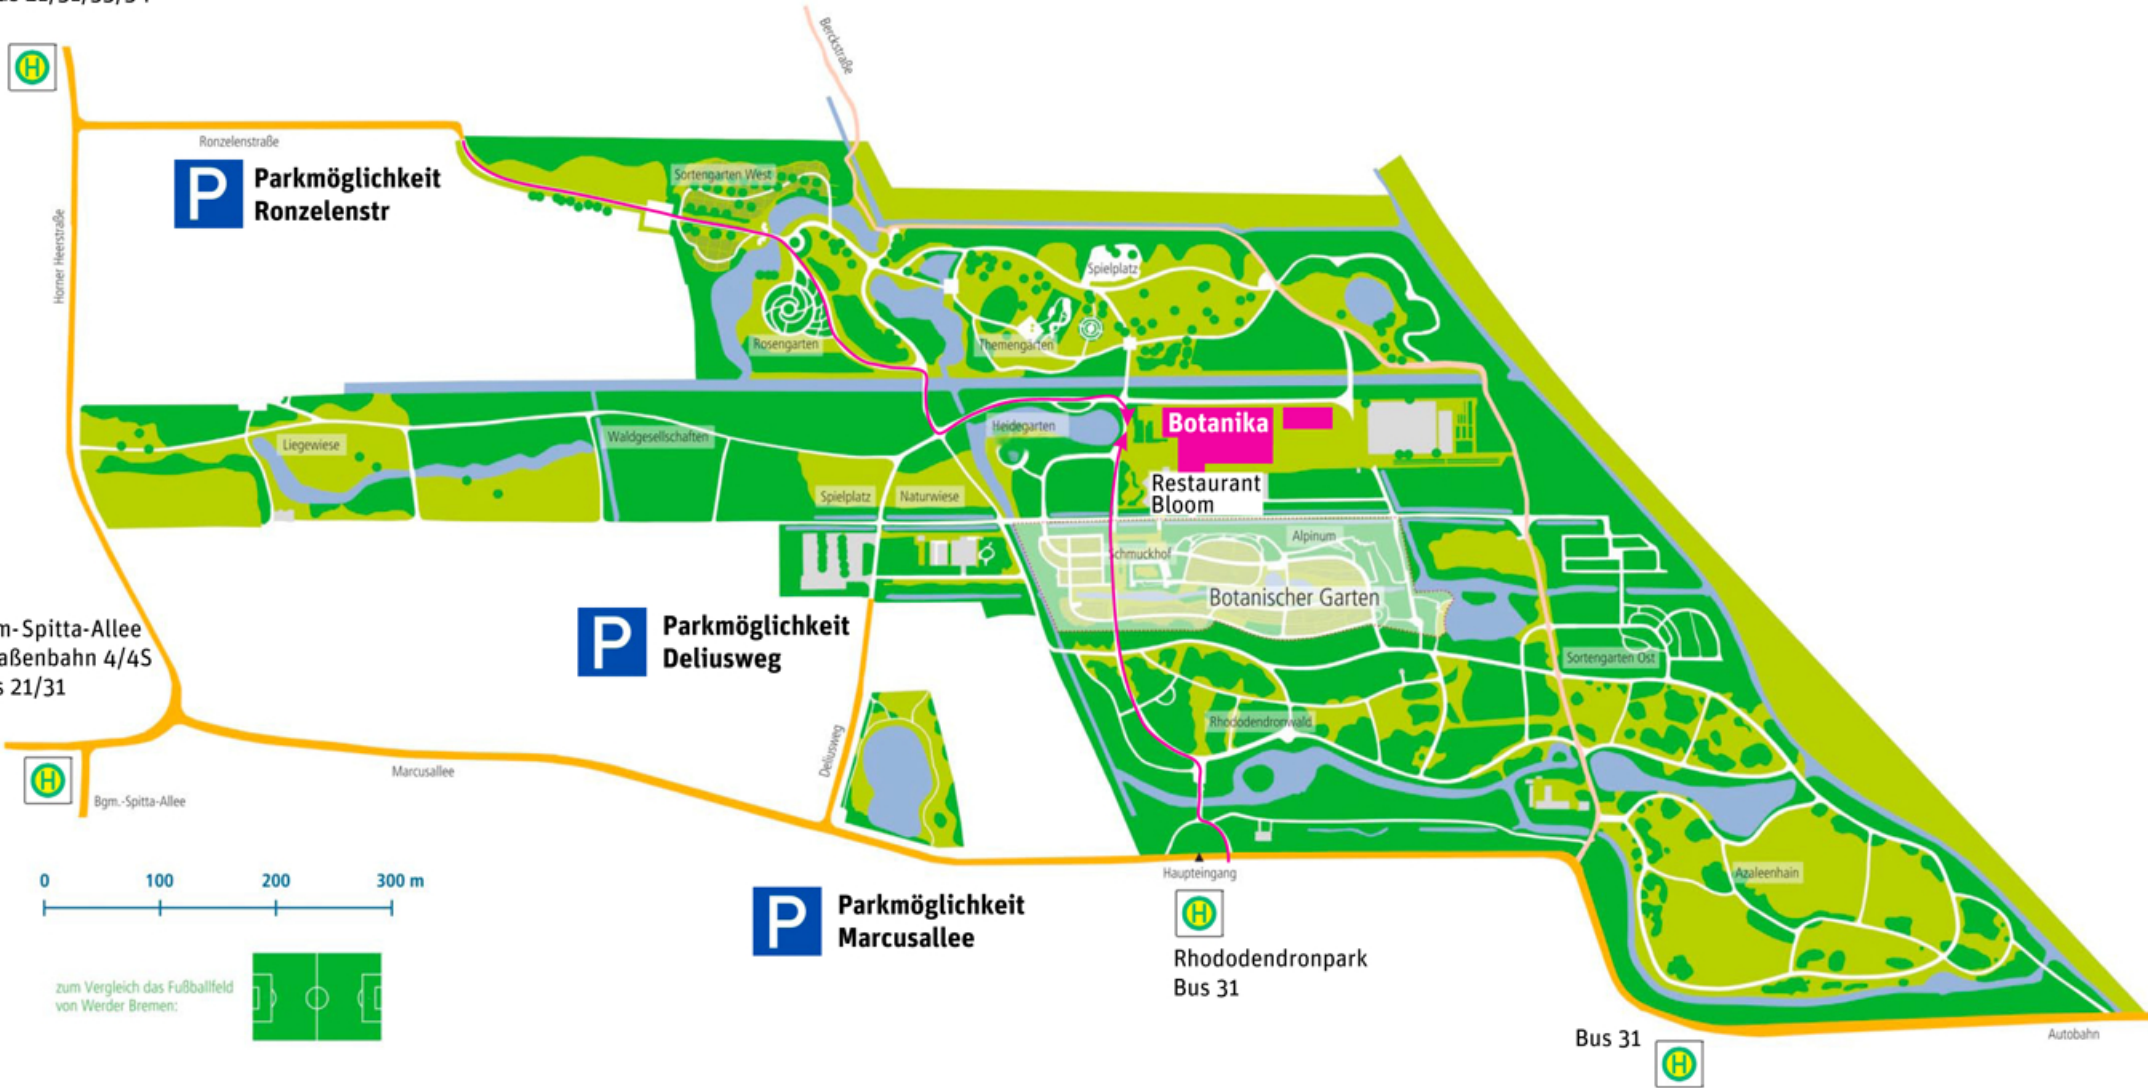 H
Berckstraße
Ronzelenstraße
P
Parkmöglichkeit
Ronzelenstr
Sortengarten West
Horner Heerstraße
Spielplatz
Rosengarten
Themengärten
Liegewiese
Waldgesellschaften
Heidegarten
Botanika
Spielplatz
Naturwiese
Restaurant
Bloom
Schmuckhof
Alpinum
Botanischer Garten
m-Spitta-Allee
aßenbahn 4/4S
s 21/31
P
Parkmöglichkeit
Deliusweg
Sortengarten Ost
Rhododendronwald
Deliusweg
Marcusallee
H
Bgm.-Spitta-Allee
0 100 200 300 m
Haupteingang
Azaleenhain
P
Parkmöglichkeit
Marcusallee
H
Rhododendronpark
Bus 31
zum Vergleich das Fußballfeld
von Werder Bremen:
Bus 31
H
Autobahn